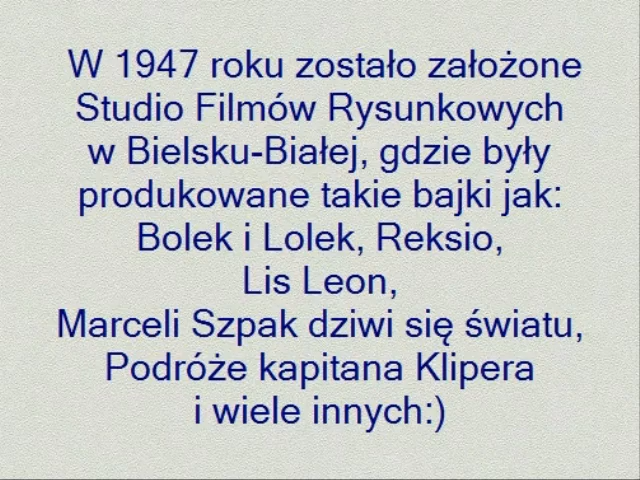 W 1947 roku zostało założone
Studio Filmów Rysunkowych
w Bielsku-Białej, gdzie były
produkowane takie bajki jak:
Bolek i Lolek, Reksio,
Lis Leon,
Marceli Szpak dziwi się światu,
Podróże kapitana Klipera
i wiele innych:)